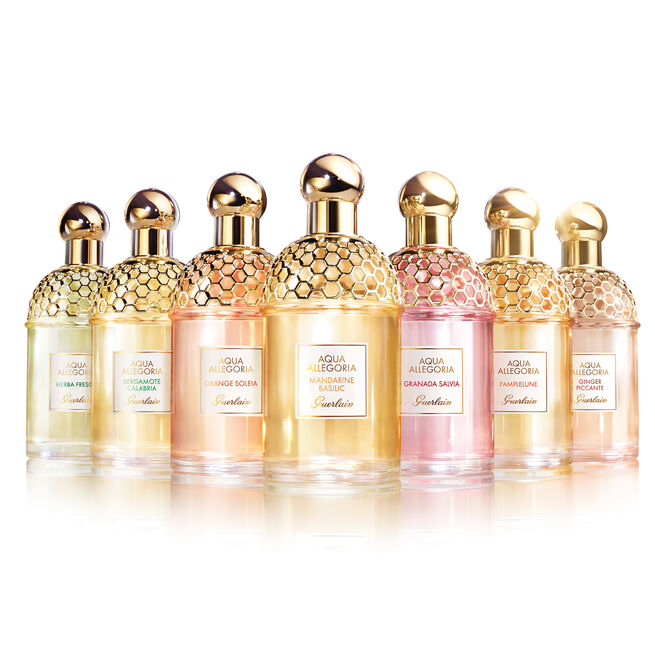 AQUA
ALLEGORIA
HERBA FRESCA
Guerlain
AQUA
ALLEGORIA
BERGAMOTE
CALABRIA
Guerlain
AQUA
ALLEGORIA
ORANGE SOLEIA
Guerlain
AQUA
ALLEGORIA
MANDARINE
BASILIC
Guerlain
AQUA
ALLEGORIA
GRANADA SALVIA
Guerlain
AQUA
ALLEGORIA
PAMPLELUNE
Guerlain
AQUA
ALLEGORIA
GINGER
PICCANTE
Guerlain